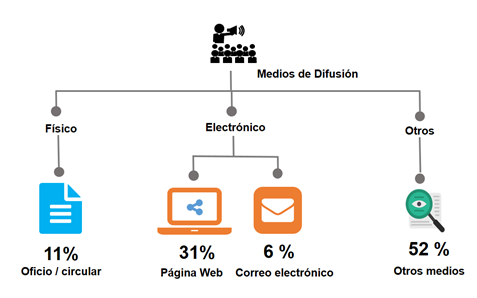 Medios de Difusión
Físico
Electrónico
Otros
11%
Oficio / circular
31%
Página Web
6 %
Correo electrónico
52 %
Otros medios